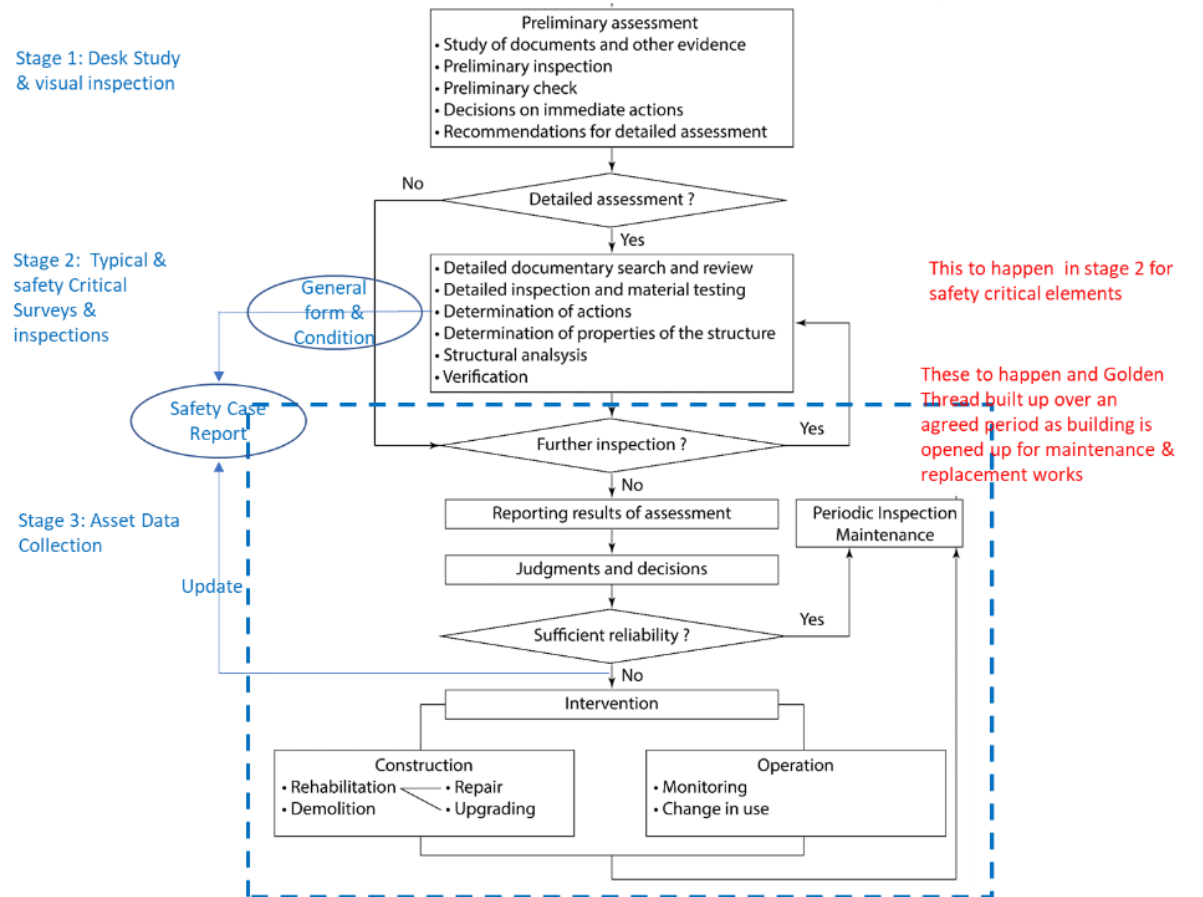 Preliminary assessment
• Study of documents and other evidence
• Preliminary inspection
• Preliminary check
• Decisions on immediate actions
• Recommendations for detailed assessment
Stage 1: Desk Study
& visual inspection
No
Detailed assessment ?
Yes
Stage 2:  Typical &
safety Critical
Surveys &
inspections
General
form &
Condition
• Detailed documentary search and review
• Detailed inspection and material testing
• Determination of actions
• Determination of properties of the structure
• Structural analysis
• Verification
This to happen  in stage 2 for
safety critical elements
Safety Case
Report
These to happen and Golden
Thread built up over an
agreed period as building is
opened up for maintenance &
replacement works
Further inspection ?
Yes
No
Stage 3: Asset Data
Collection
Reporting results of assessment
Periodic Inspection
Maintenance
Judgments and decisions
Update
Sufficient reliability ?
Yes
No
Intervention
Construction
• Rehabilitation
• Repair
• Demolition
• Upgrading
Operation
• Monitoring
• Change in use